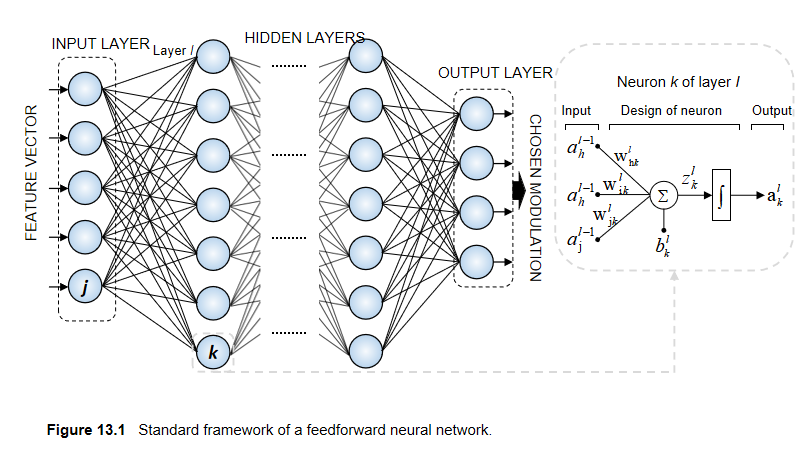 INPUT LAYER
Layer l
HIDDEN LAYERS
OUTPUT LAYER
FEATURE VECTOR
j
k
CHOSEN MODULATION
Neuron k of layer l
Input
Design of neuron
Output
a_h^{l–1}
w_{hk}^l
a_h^{l–1}
w_{ik}^l
a_j^{l–1}
w_{jk}^l
Σ
z_k^l
∫
a_k^l
b_k^l
Figure 13.1 Standard framework of a feedforward neural network.